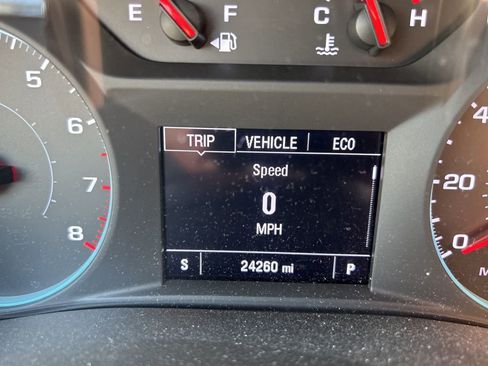 E F C H
5
6
7
8
TRIP VEHICLE ECO
Speed
0
MPH
S 24260 mi P
20
0